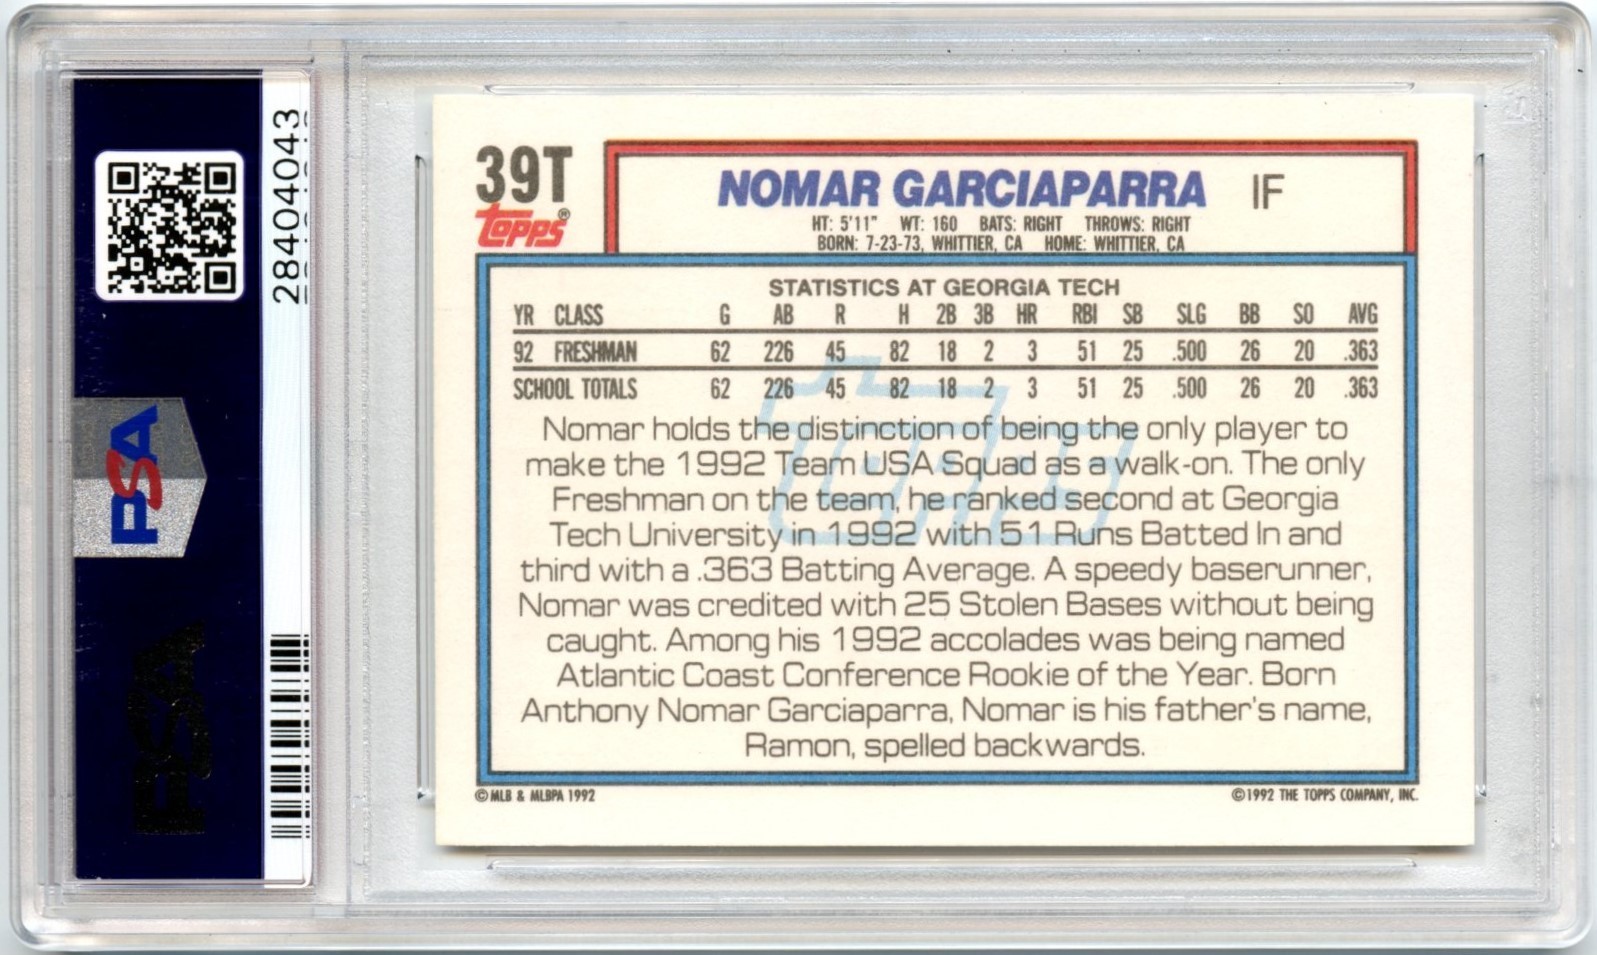 28404043
PSA
PSA
39T
Topps®
NOMAR GARCIAPARRA IF
HT: 5'11" WT: 160 BATS: RIGHT THROWS: RIGHT
BORN: 7-23-73, WHITTIER, CA HOME: WHITTIER, CA
STATISTICS AT GEORGIA TECH
YR CLASS G AB R H 2B 3B HR RBI SB SLG BB SO AVG
92 FRESHMAN 62 226 45 82 18 2 3 51 25 .500 26 20 .363
SCHOOL TOTALS 62 226 45 82 18 2 3 51 25 .500 26 20 .363
Topps
Nomar holds the distinction of being the only player to
make the 1992 Team USA Squad as a walk-on. The only
Freshman on the team, he ranked second at Georgia
Tech University in 1992 with 51 Runs Batted In and
third with a .363 Batting Average. A speedy baserunner,
Nomar was credited with 25 Stolen Bases without being
caught. Among his 1992 accolades was being named
Atlantic Coast Conference Rookie of the Year. Born
Anthony Nomar Garciaparra, Nomar is his father's name,
Ramon, spelled backwards.
© MLB & MLBPA 1992
©1992 THE TOPPS COMPANY, INC.